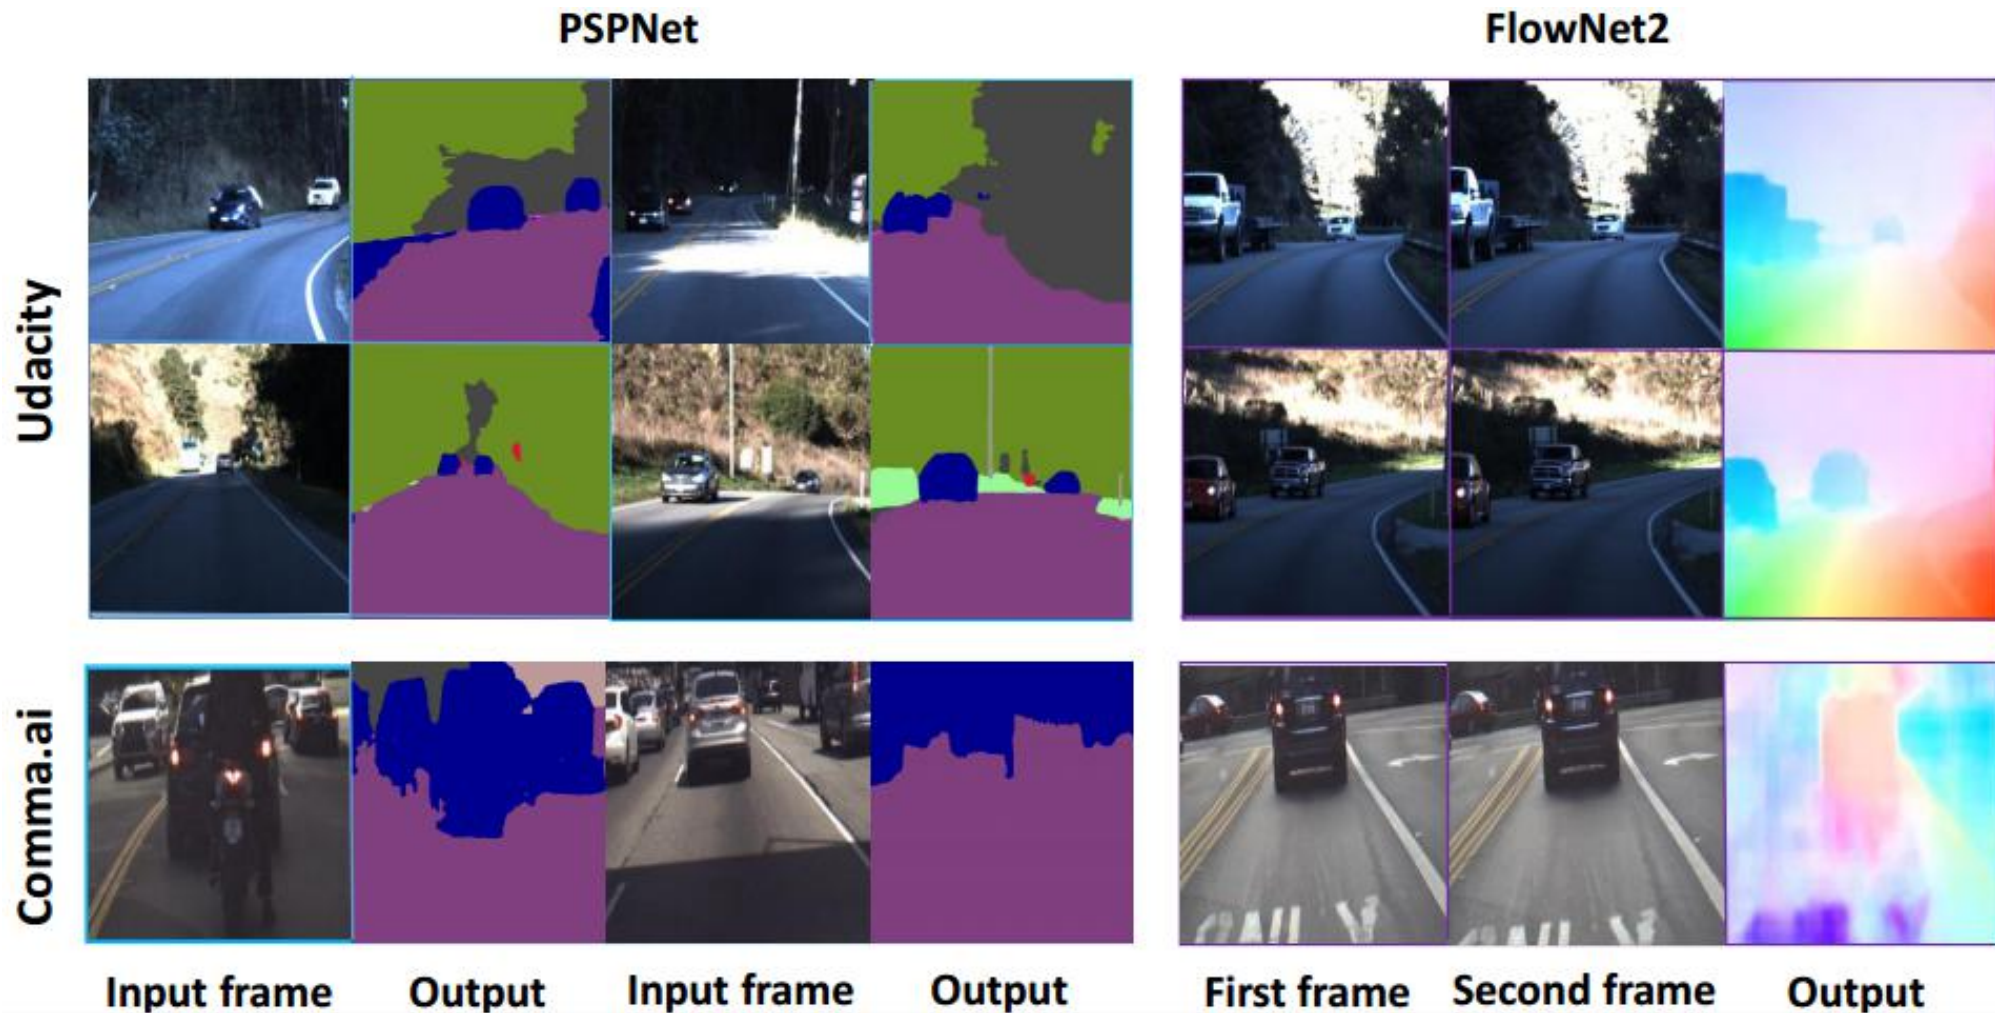 PSPNet
FlowNet2
Udacity
Comma.ai
Input frame
Output
Input frame
Output
First frame
Second frame
Output